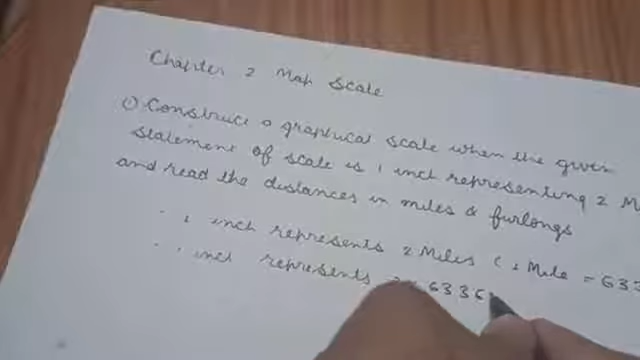 Chapter 2 Map Scale
① Construct a graphical scale when the given
statement of scale is 1 inch representing 2 M
and read the distances in miles & furlongs
∴ 1 inch represents 2 Miles (1 Mile = 633
∴ 1 inch represents 2 × 6336